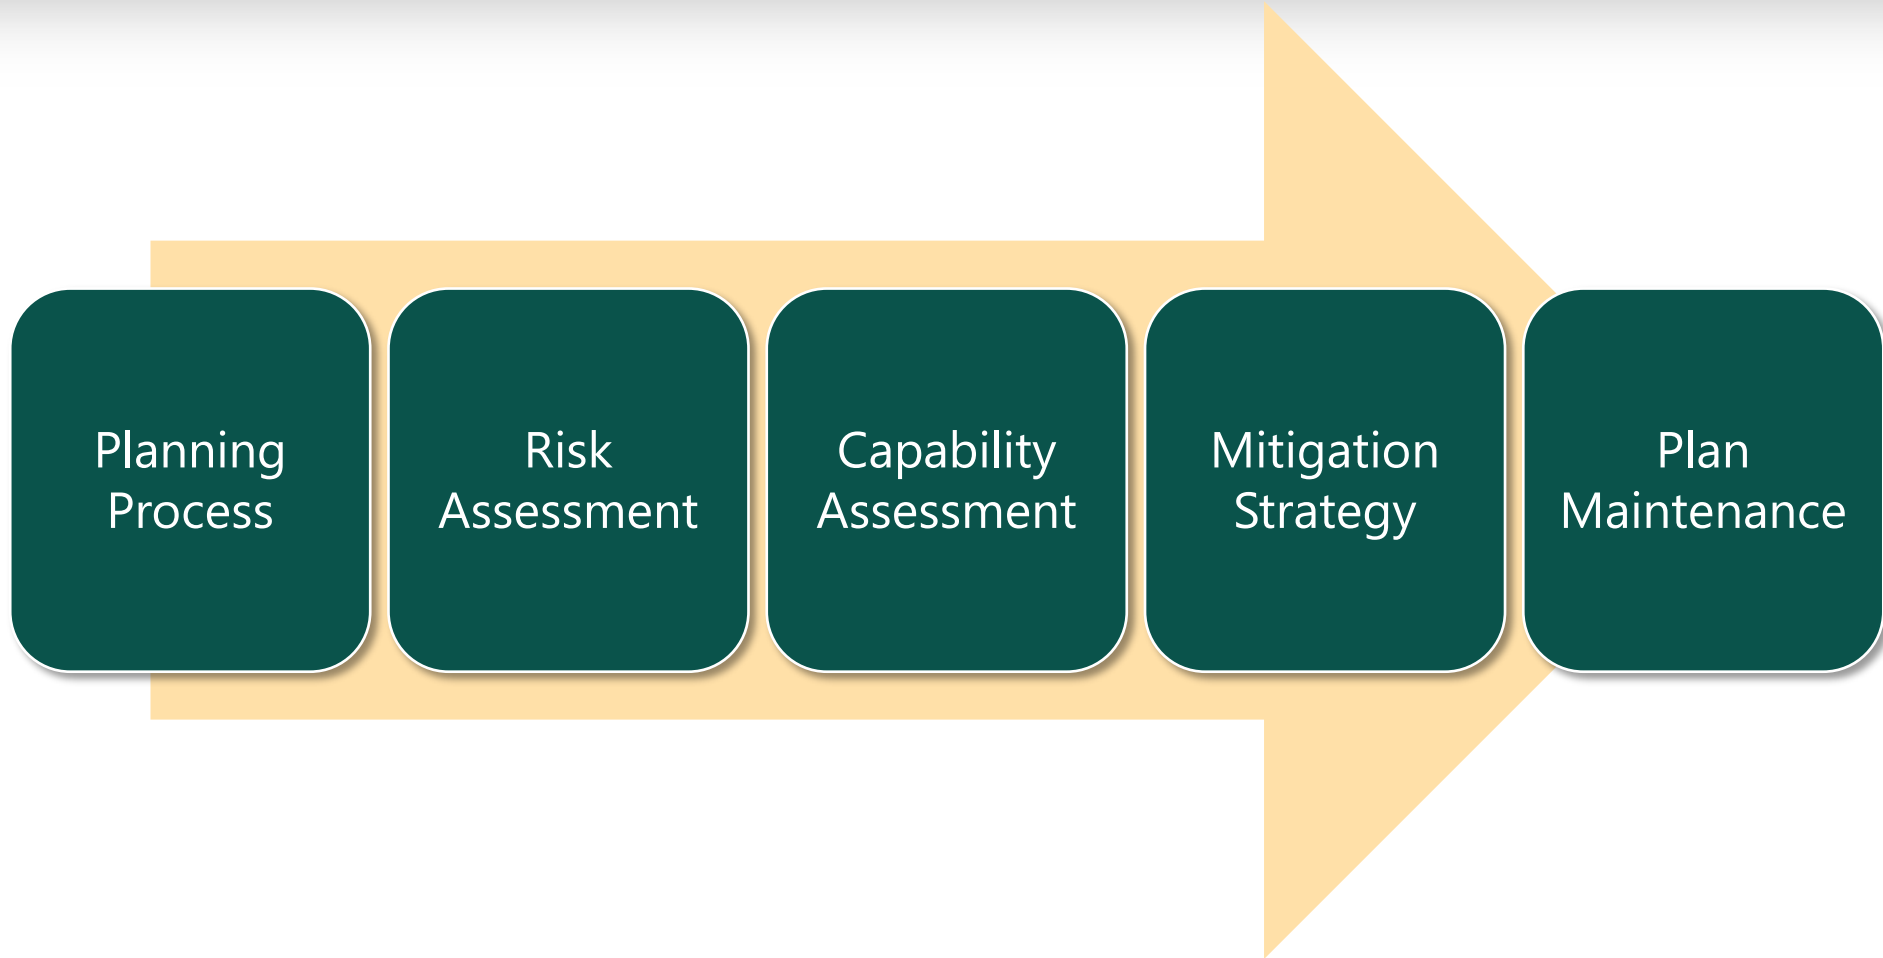 Planning
Process
Risk
Assessment
Capability
Assessment
Mitigation
Strategy
Plan
Maintenance